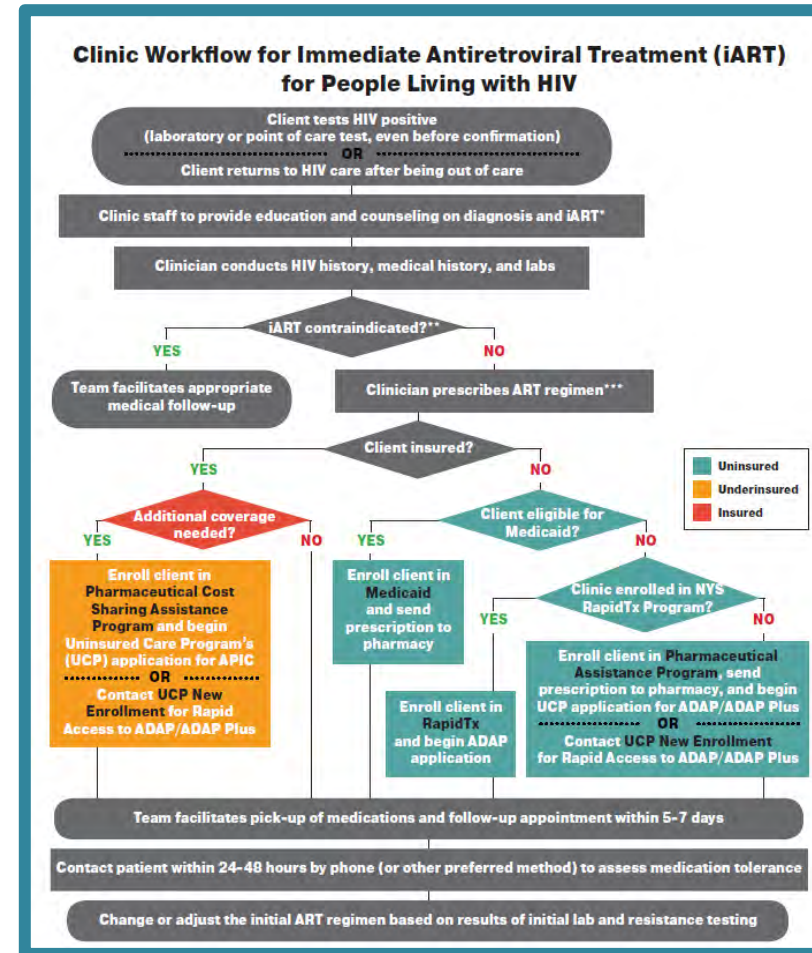 Clinic Workflow for Immediate Antiretroviral Treatment (iART)
for People Living with HIV
Client tests HIV positive
(laboratory or point of care test, even before confirmation)
OR
Client returns to HIV care after being out of care
Clinic staff to provide education and counseling on diagnosis and iART*
Clinician conducts HIV history, medical history, and labs
iART contraindicated?**
YES
NO
Team facilitates appropriate
medical follow-up
Clinician prescribes ART regimen***
Client insured?
YES
NO
Uninsured
Underinsured
Insured
Additional coverage
needed?
YES
NO
Client eligible for
Medicaid?
YES
NO
Enroll client in
Pharmaceutical Cost
Sharing Assistance
Program and begin
Uninsured Care Program's
(UCP) application for APIC
OR
Contact UCP New
Enrollment for Rapid
Access to ADAP/ADAP Plus
Enroll client in
Medicaid
and send
prescription to
pharmacy
Clinic enrolled in NYS
RapidTx Program?
YES
NO
Enroll client in
RapidTx
and begin ADAP
application
Enroll client in Pharmaceutical
Assistance Program, send
prescription to pharmacy, and begin
UCP application for ADAP/ADAP Plus
OR
Contact UCP New Enrollment
for Rapid Access to ADAP/ADAP Plus
Team facilitates pick-up of medications and follow-up appointment within 5-7 days
Contact patient within 24-48 hours by phone (or other preferred method) to assess medication tolerance
Change or adjust the initial ART regimen based on results of initial lab and resistance testing